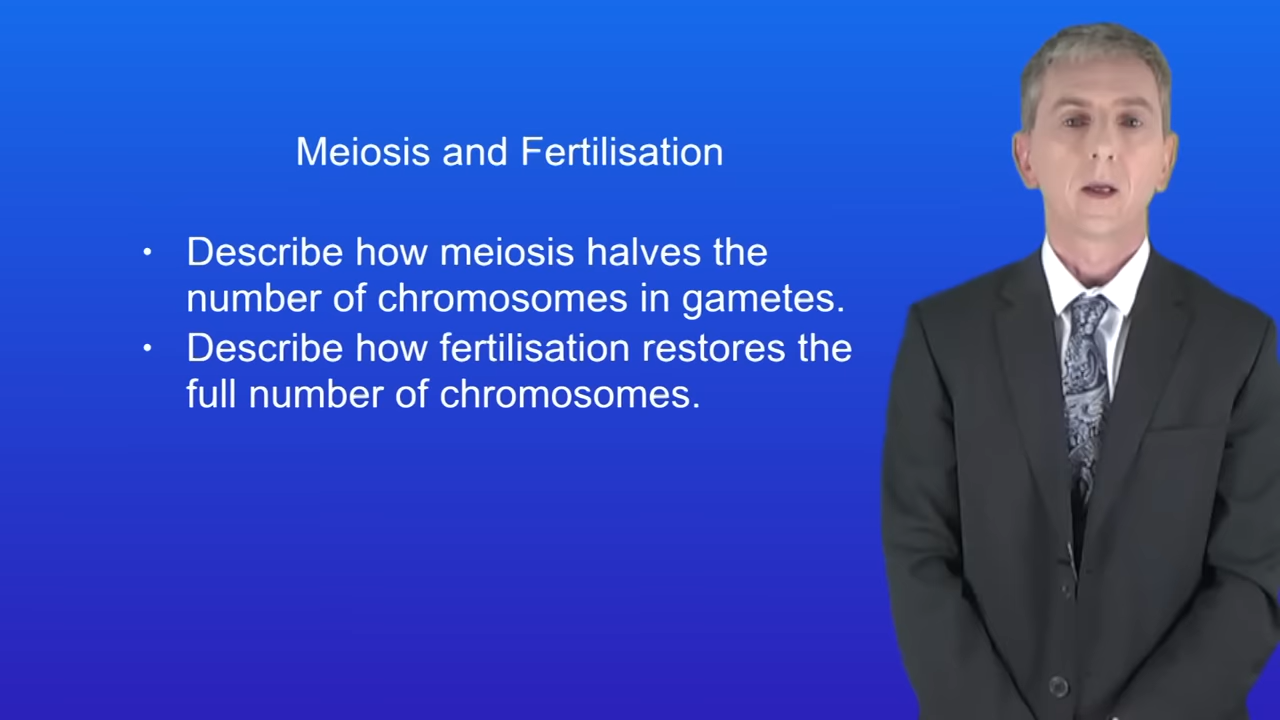 Meiosis and Fertilisation
• Describe how meiosis halves the
number of chromosomes in gametes.
• Describe how fertilisation restores the
full number of chromosomes.